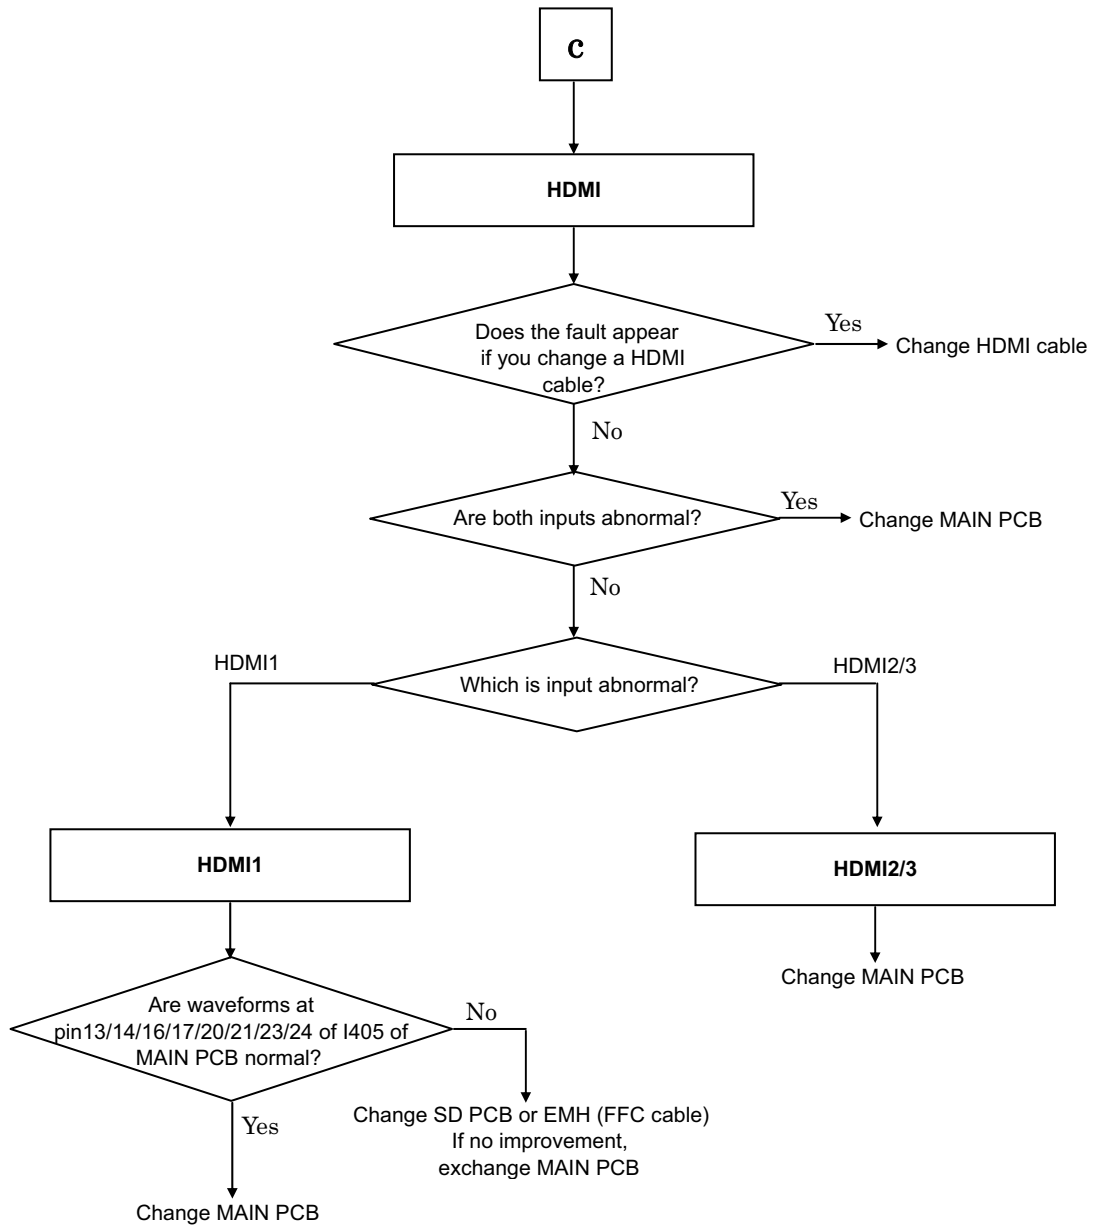 c
HDMI
Does the fault appear
if you change a HDMI
cable?
Yes
Change HDMI cable
No
Are both inputs abnormal?
Yes
Change MAIN PCB
No
HDMI1
Which is input abnormal?
HDMI2/3
HDMI1
HDMI2/3
Change MAIN PCB
Are waveforms at
pin13/14/16/17/20/21/23/24 of I405 of
MAIN PCB normal?
No
Yes
Change SD PCB or EMH (FFC cable)
If no improvement,
exchange MAIN PCB
Change MAIN PCB